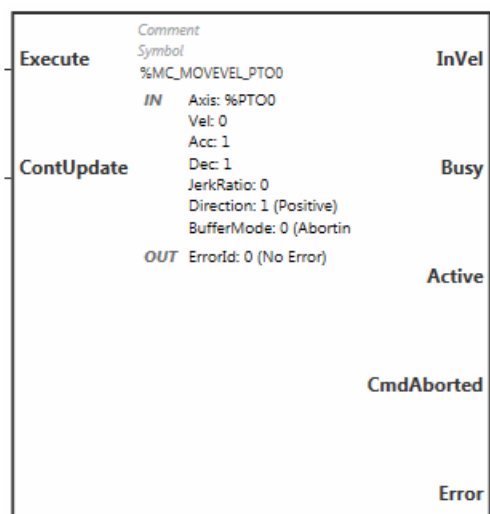 Comment
Execute
Symbol
InVel
%MC_MOVEVEL_PTO0
IN Axis: %PTO0
Vel: 0
Acc: 1
ContUpdate
Dec: 1
Busy
JerkRatio: 0
Direction: 1 (Positive)
BufferMode: 0 (Abortin
OUT ErrorId: 0 (No Error)
Active
CmdAborted
Error